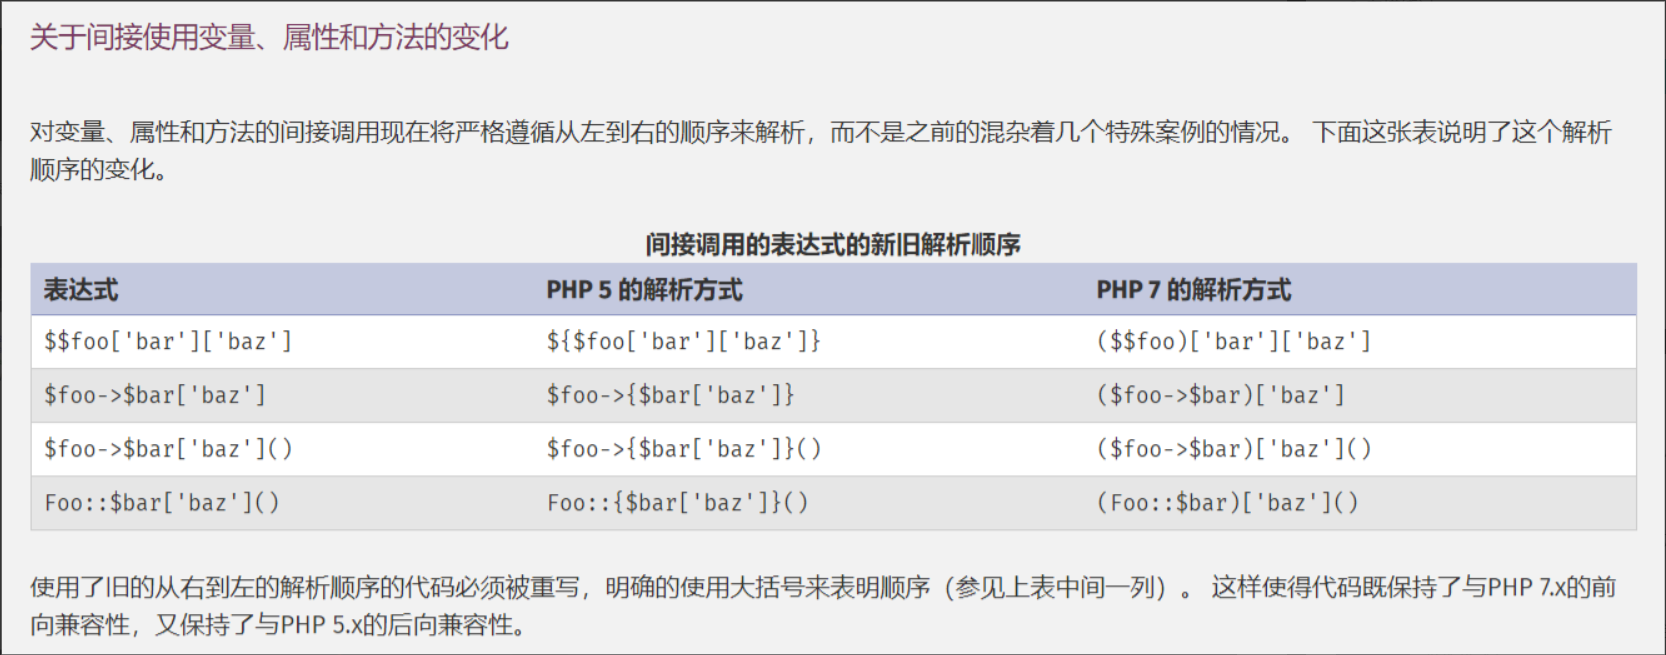 关于间接使用变量、属性和方法的变化
对变量、属性和方法的间接调用现在将严格遵循从左到右的顺序来解析，而不是之前的混杂着几个特殊案例的情况。 下面这张表说明了这个解析
顺序的变化。
间接调用的表达式的新旧解析顺序
表达式 PHP 5 的解析方式 PHP 7 的解析方式
$$foo['bar']['baz'] ${$foo['bar']['baz']} ($$foo)['bar']['baz']
$foo->$bar['baz'] $foo->{$bar['baz']} ($foo->$bar)['baz']
$foo->$bar['baz']() $foo->{$bar['baz']}() ($foo->$bar)['baz']()
Foo::$bar['baz']() Foo::{$bar['baz']}() (Foo::$bar)['baz']()
使用了旧的从右到左的解析顺序的代码必须被重写，明确的使用大括号来表明顺序（参见上表中间一列）。 这样使得代码既保持了与PHP 7.x的前
向兼容性，又保持了与PHP 5.x的后向兼容性。